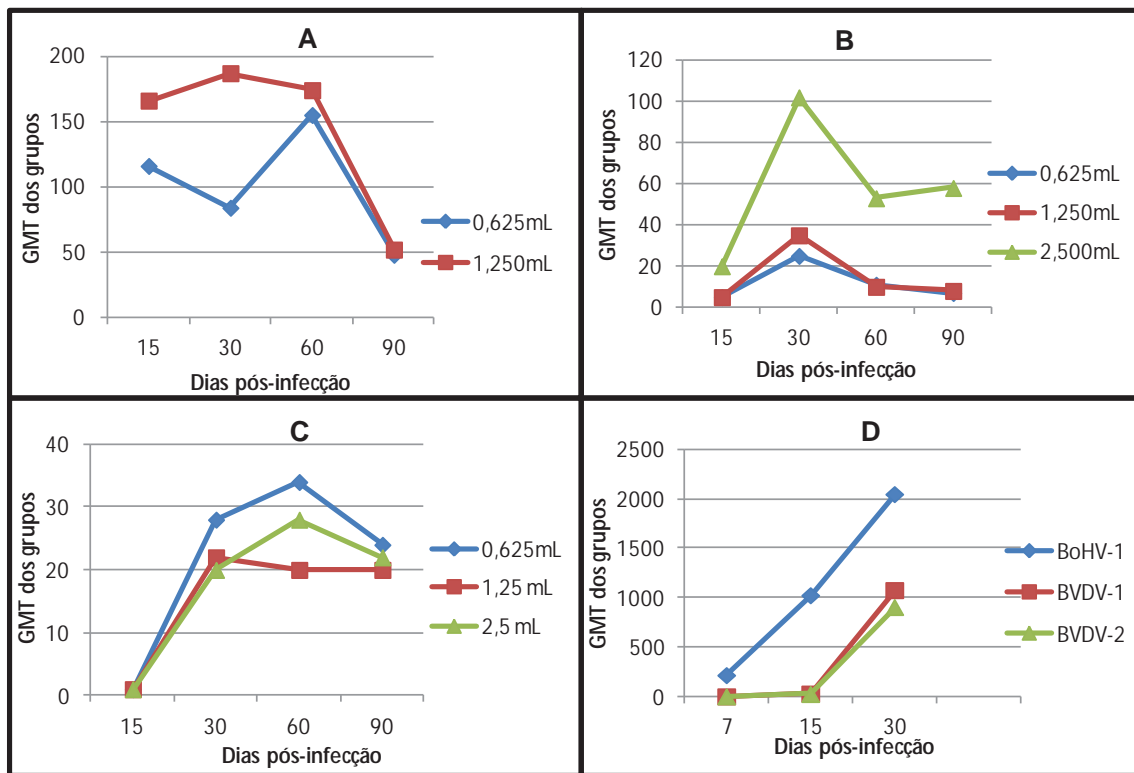 A
GMT dos grupos
200
150
100
50
0
15 30 60 90
Dias pós-infecção
0,625mL
1,250mL
B
GMT dos grupos
120
100
80
60
40
20
0
15 30 60 90
Dias pós-infecção
0,625mL
1,250mL
2,500mL
C
GMT dos grupos
40
30
20
10
0
15 30 60 90
Dias pós-infecção
0,625mL
1,25 mL
2,5 mL
D
GMT dos grupos
2500
2000
1500
1000
500
0
7 15 30
Dias pós-infecção
BoHV-1
BVDV-1
BVDV-2